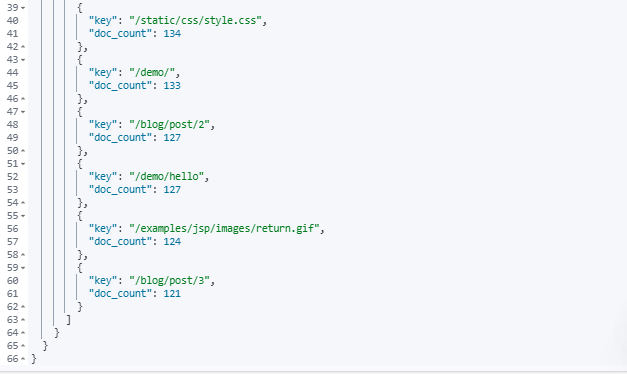 39 {
40 "key": "/static/css/style.css",
41 "doc_count": 134
42 },
43 {
44 "key": "/demo/",
45 "doc_count": 133
46 },
47 {
48 "key": "/blog/post/2",
49 "doc_count": 127
50 },
51 {
52 "key": "/demo/hello",
53 "doc_count": 127
54 },
55 {
56 "key": "/examples/jsp/images/return.gif",
57 "doc_count": 124
58 },
59 {
60 "key": "/blog/post/3",
61 "doc_count": 121
62 }
63 ]
64 }
65 }
66 }